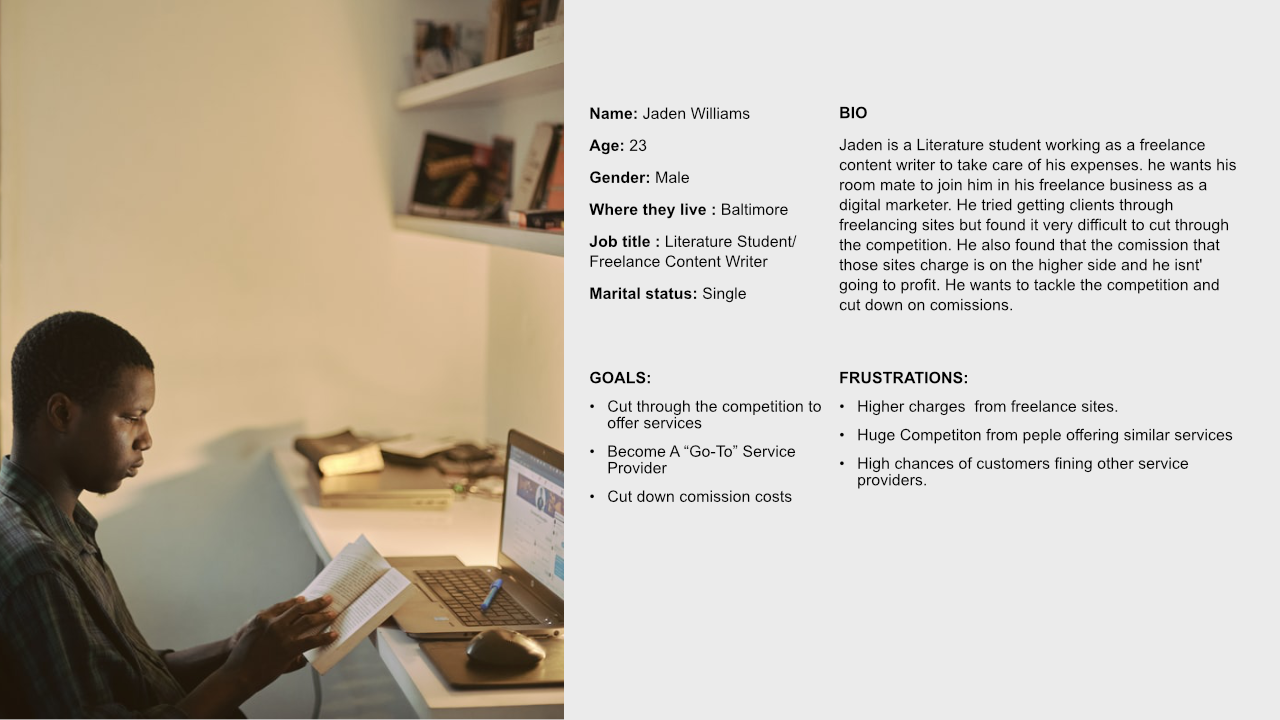 Name: Jaden Williams
Age: 23
Gender: Male
Where they live : Baltimore
Job title : Literature Student/
Freelance Content Writer
Marital status: Single
BIO
Jaden is a Literature student working as a freelance
content writer to take care of his expenses. he wants his
room mate to join him in his freelance business as a
digital marketer. He tried getting clients through
freelancing sites but found it very difficult to cut through
the competition. He also found that the comission that
those sites charge is on the higher side and he isnt'
going to profit. He wants to tackle the competition and
cut down on comissions.
GOALS:
• Cut through the competition to
offer services
• Become A “Go-To” Service
Provider
• Cut down comission costs
FRUSTRATIONS:
• Higher charges  from freelance sites.
• Huge Competiton from peple offering similar services
• High chances of customers fining other service
providers.